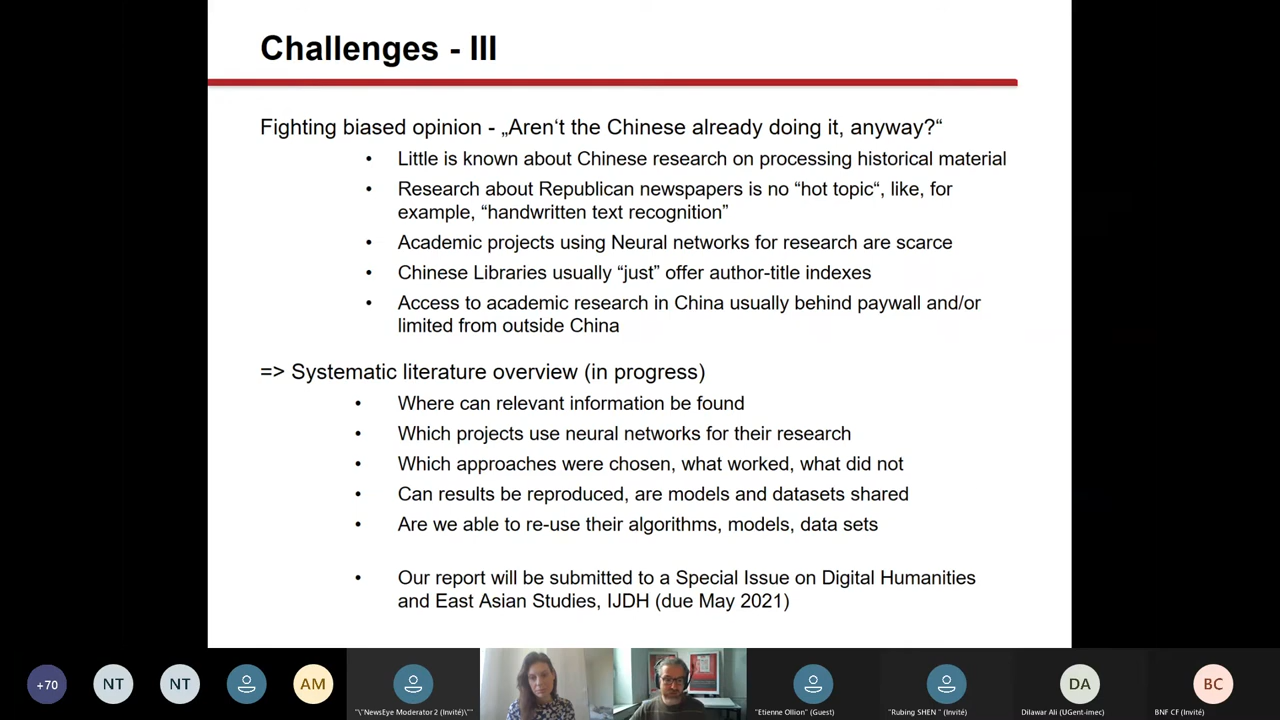 Challenges - III
Fighting biased opinion - „Aren‘t the Chinese already doing it, anyway?“
• Little is known about Chinese research on processing historical material
• Research about Republican newspapers is no “hot topic“, like, for
example, “handwritten text recognition”
• Academic projects using Neural networks for research are scarce
• Chinese Libraries usually “just” offer author-title indexes
• Access to academic research in China usually behind paywall and/or
limited from outside China
=> Systematic literature overview (in progress)
• Where can relevant information be found
• Which projects use neural networks for their research
• Which approaches were chosen, what worked, what did not
• Can results be reproduced, are models and datasets shared
• Are we able to re-use their algorithms, models, data sets
• Our report will be submitted to a Special Issue on Digital Humanities
and East Asian Studies, IJDH (due May 2021)
+70 NT NT AM DA BC
"\"NewsEye Moderator 2 (Invité)\"" "Etienne Ollion" (Guest) "Rubing SHEN " (Invité) Dilawar Ali (UGent-imec) BNF CF (Invité)